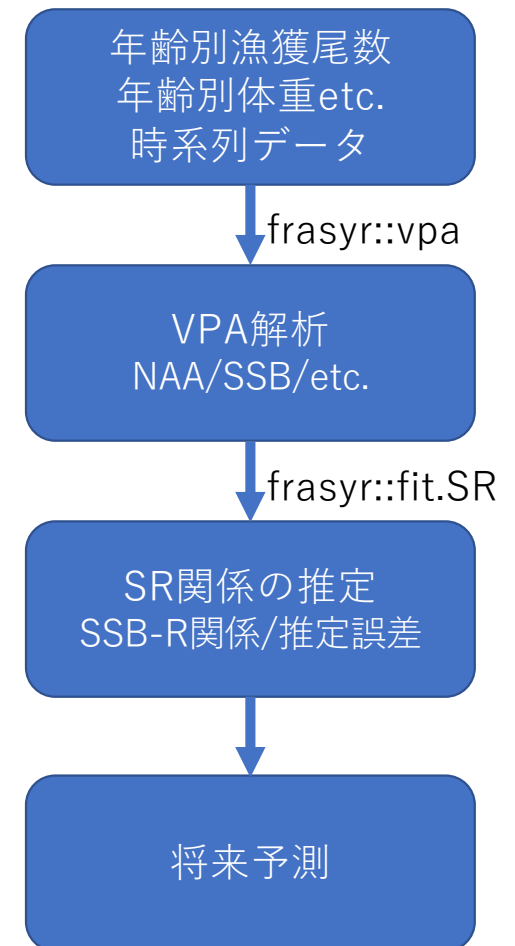 年齢別漁獲尾数
年齢別体重etc.
時系列データ
frasyr::vpa
VPA解析
NAA/SSB/etc.
frasyr::fit.SR
SR関係の推定
SSB-R関係/推定誤差
将来予測